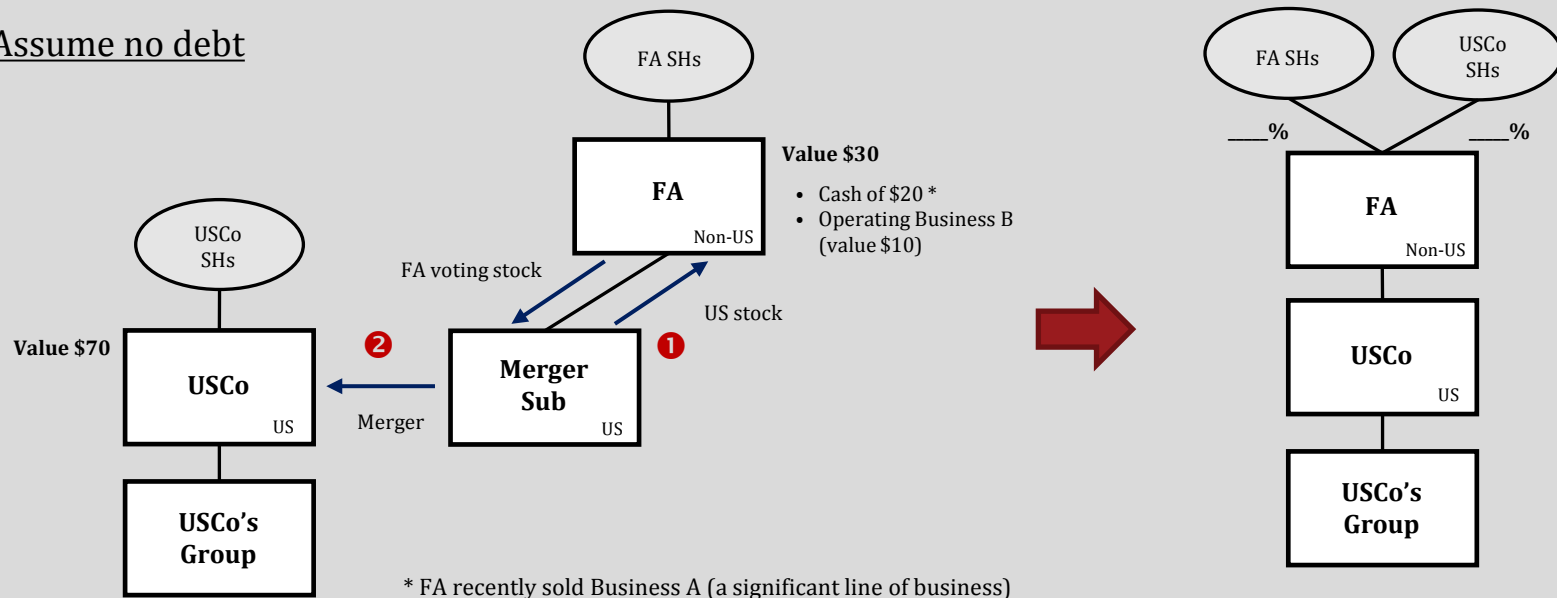 Assume no debt
FA SHs
FA
Non-US
Value $30
• Cash of $20 *
• Operating Business B
(value $10)
USCo
SHs
FA voting stock
US stock
Value $70
USCo
US
2
Merger
1
Merger
Sub
US
USCo's
Group
* FA recently sold Business A (a significant line of business)
FA SHs
USCo
SHs
____%
____%
FA
Non-US
USCo
US
USCo's
Group